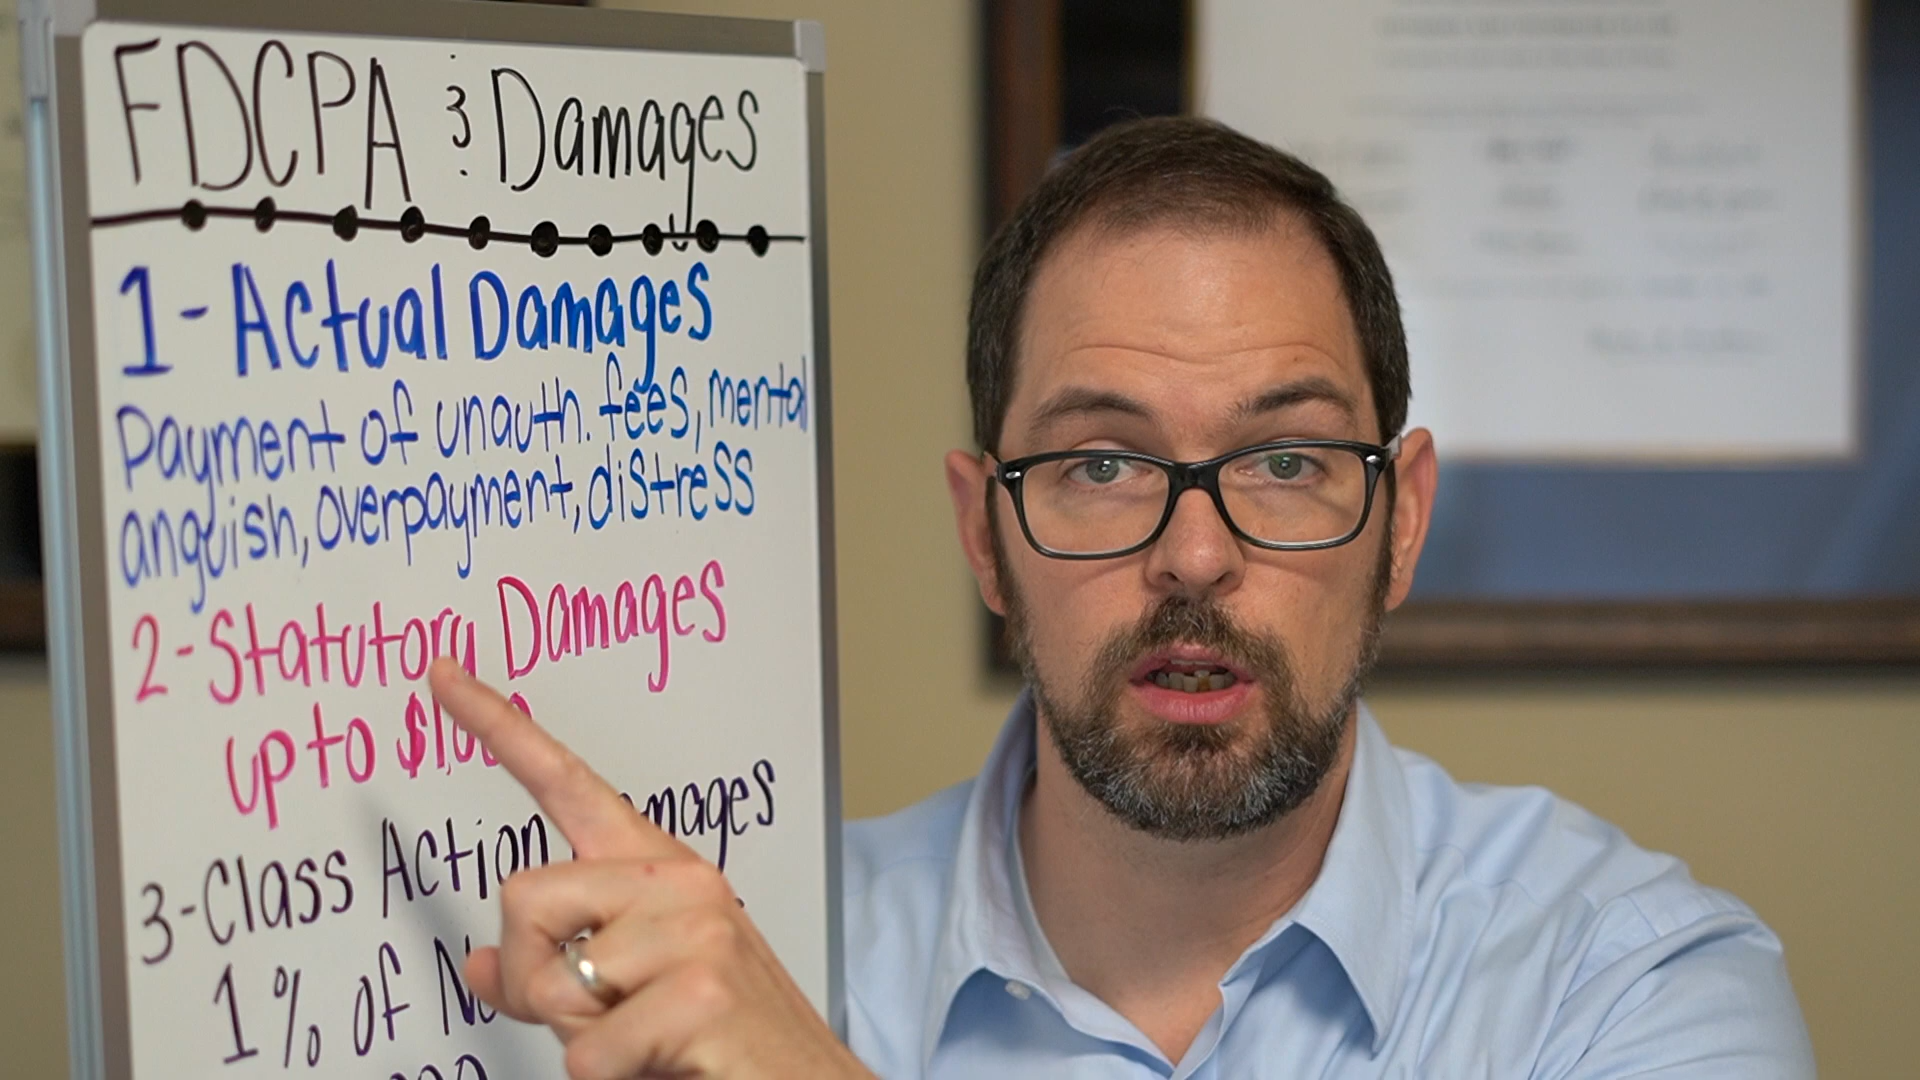 FDCPA & Damages
1-Actual Damages
Payment of unauth. fees, mental
anguish, overpayment, distress
2-Statutory Damages
up to
3-Class Action
1% of